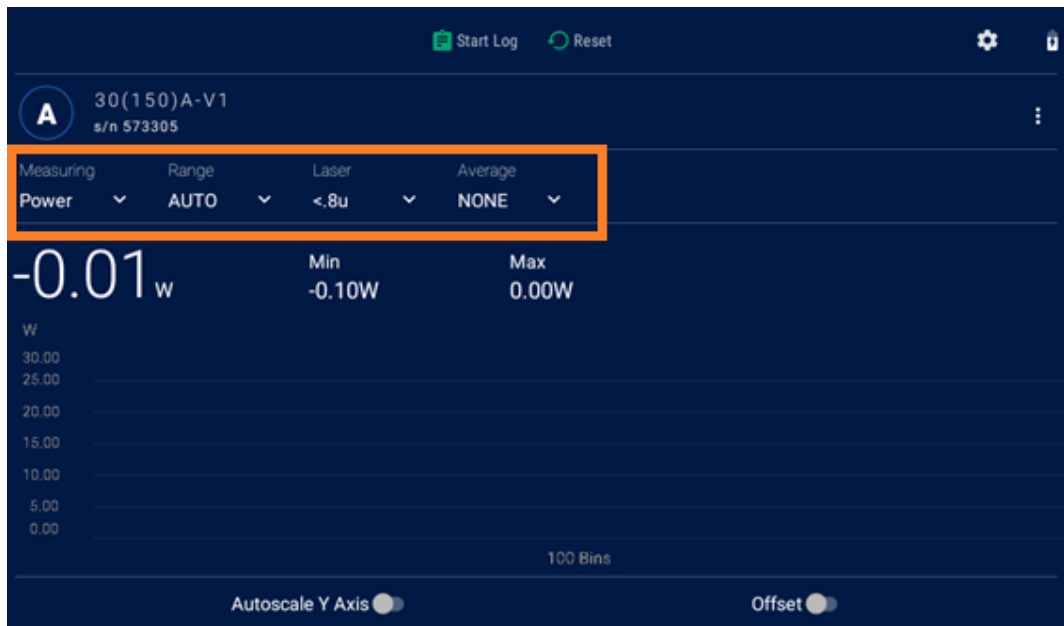 Start Log Reset
A
30(150)A-V1
s/n 573305
Measuring Range Laser Average
Power AUTO <.8u NONE
-0.01 W
Min Max
-0.10W 0.00W
W
30.00
25.00
20.00
15.00
10.00
5.00
0.00
100 Bins
Autoscale Y Axis Offset